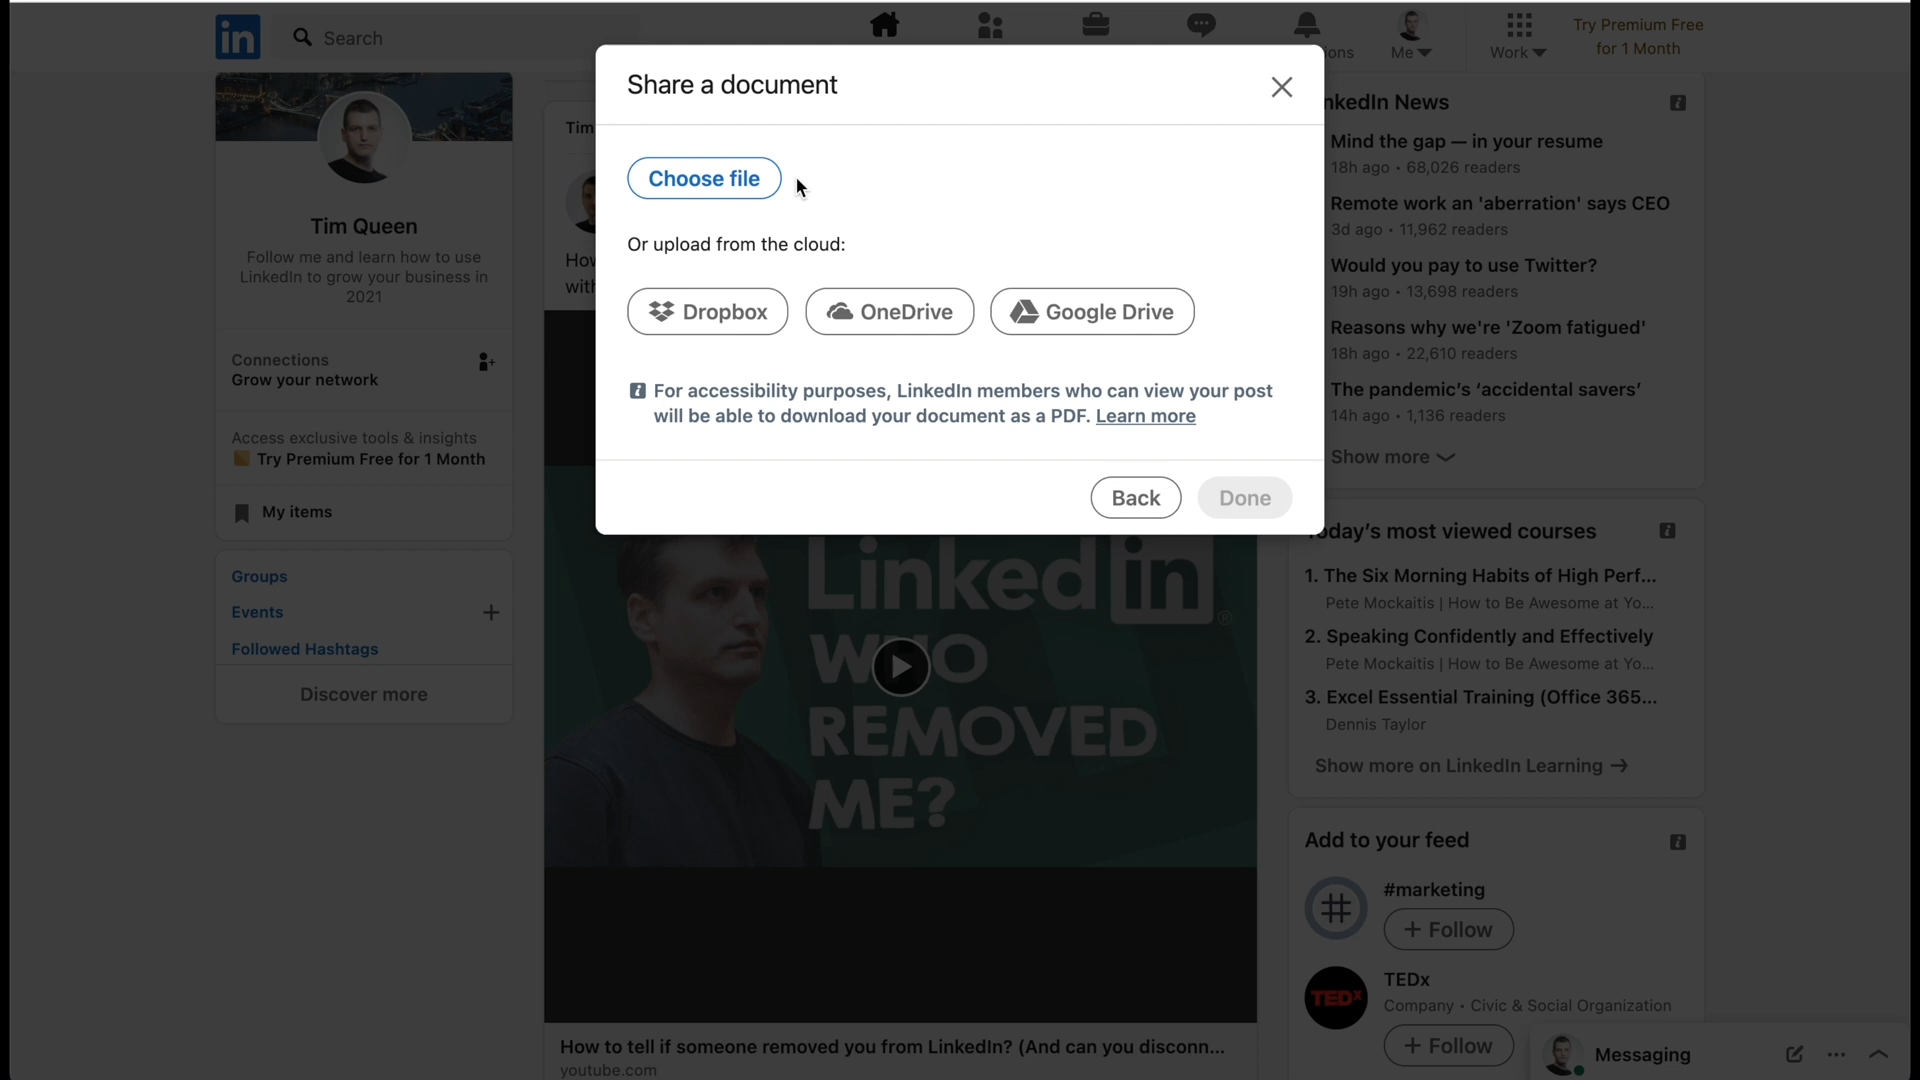 in
Search
ions
Me
Work
Try Premium Free
for 1 Month
Tim Queen
Follow me and learn how to use
LinkedIn to grow your business in
2021
Connections
Grow your network
Access exclusive tools & insights
Try Premium Free for 1 Month
My items
Groups
Events
Followed Hashtags
Discover more
Tim
How
with
Share a document
Choose file
Or upload from the cloud:
Dropbox
OneDrive
Google Drive
For accessibility purposes, LinkedIn members who can view your post
will be able to download your document as a PDF. Learn more
Back
Done
Linked in ®
WHO
REMOVED
ME?
How to tell if someone removed you from LinkedIn? (And can you disconn...
youtube.com
nkedIn News
Mind the gap — in your resume
18h ago • 68,026 readers
Remote work an 'aberration' says CEO
3d ago • 11,962 readers
Would you pay to use Twitter?
19h ago • 13,698 readers
Reasons why we're 'Zoom fatigued'
18h ago • 22,610 readers
The pandemic’s ‘accidental savers’
14h ago • 1,136 readers
Show more
oday’s most viewed courses
1. The Six Morning Habits of High Perf...
Pete Mockaitis | How to Be Awesome at Yo...
2. Speaking Confidently and Effectively
Pete Mockaitis | How to Be Awesome at Yo...
3. Excel Essential Training (Office 365...
Dennis Taylor
Show more on LinkedIn Learning →
Add to your feed
#marketing
+ Follow
TEDx
TEDx
Company • Civic & Social Organization
+ Follow
Messaging